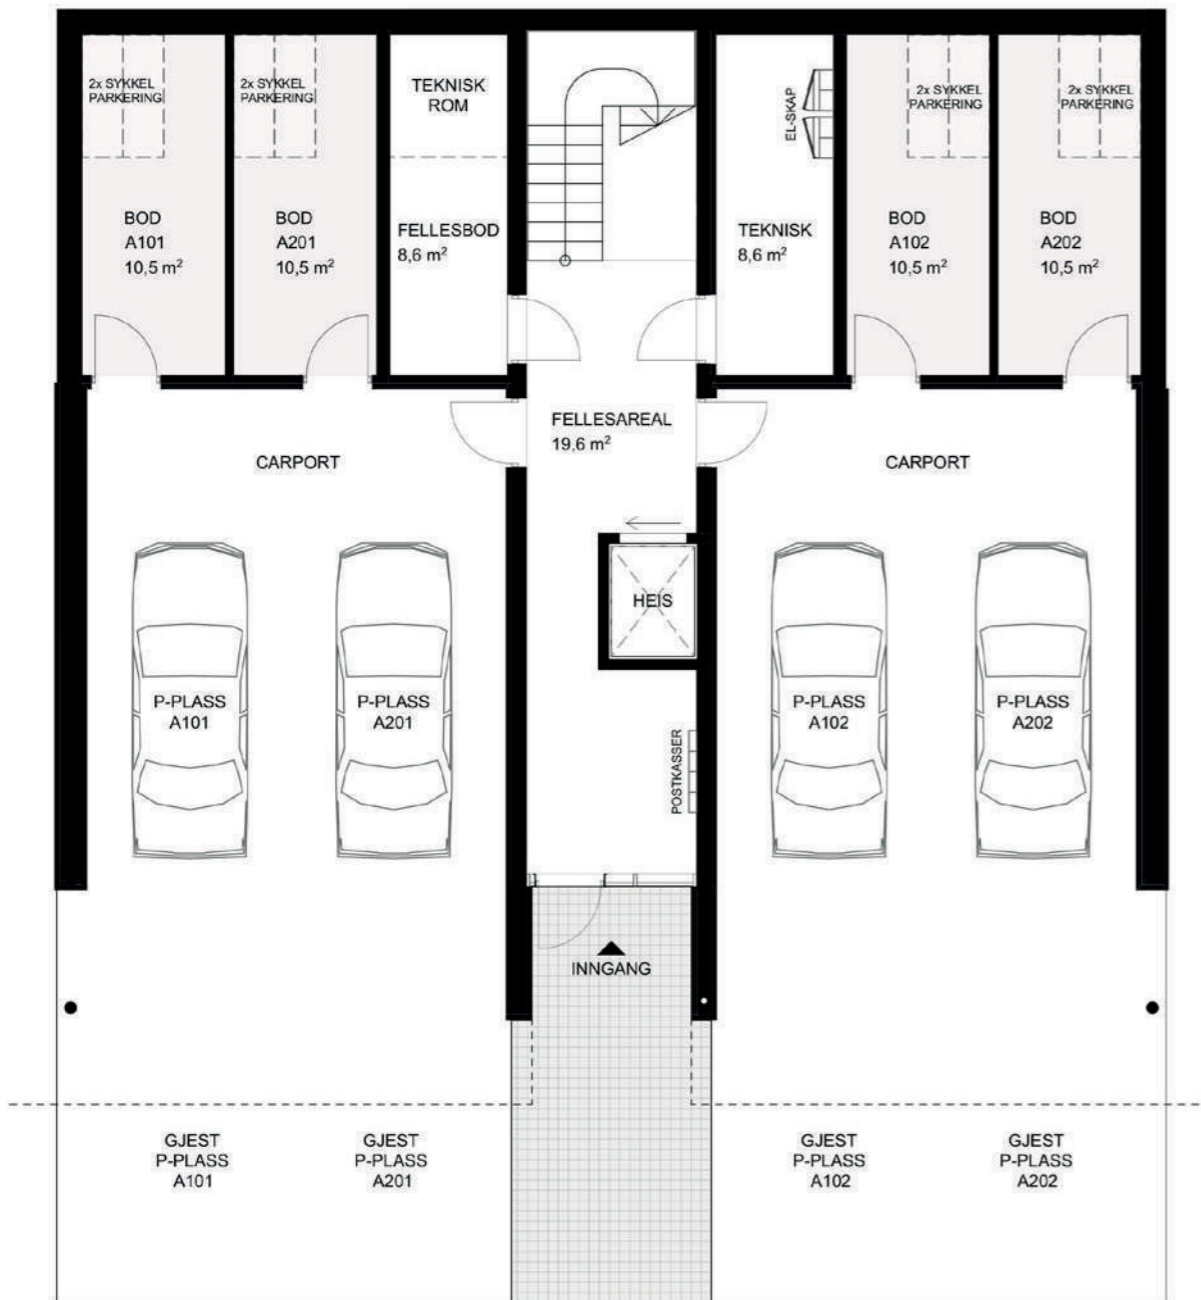 2x SYKKEL
PARKERING
2x SYKKEL
PARKERING
TEKNISK
ROM
EL-SKAP
2x SYKKEL
PARKERING
2x SYKKEL
PARKERING
BOD
A101
10,5 m²
BOD
A201
10,5 m²
FELLESBOD
8,6 m²
TEKNISK
8,6 m²
BOD
A102
10,5 m²
BOD
A202
10,5 m²
FELLESAREAL
19,6 m²
CARPORT
CARPORT
HEIS
P-PLASS
A101
P-PLASS
A201
P-PLASS
A102
P-PLASS
A202
POSTKASSER
INNGANG
GJEST
P-PLASS
A101
GJEST
P-PLASS
A201
GJEST
P-PLASS
A102
GJEST
P-PLASS
A202